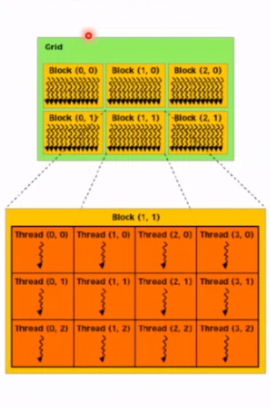 Grid
Block (0, 0) Block (1, 0) Block (2, 0)
Block (0, 1) Block (1, 1) Block (2, 1)
Block (1, 1)
Thread (0, 0) Thread (1, 0) Thread (2, 0) Thread (3, 0)
Thread (0, 1) Thread (1, 1) Thread (2, 1) Thread (3, 1)
Thread (0, 2) Thread (1, 2) Thread (2, 2) Thread (3, 2)